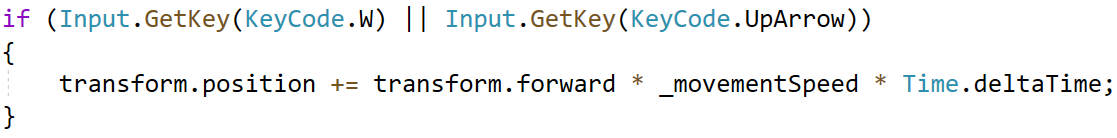 if (Input.GetKey(KeyCode.W) || Input.GetKey(KeyCode.UpArrow))
{
    transform.position += transform.forward * _movementSpeed * Time.deltaTime;
}